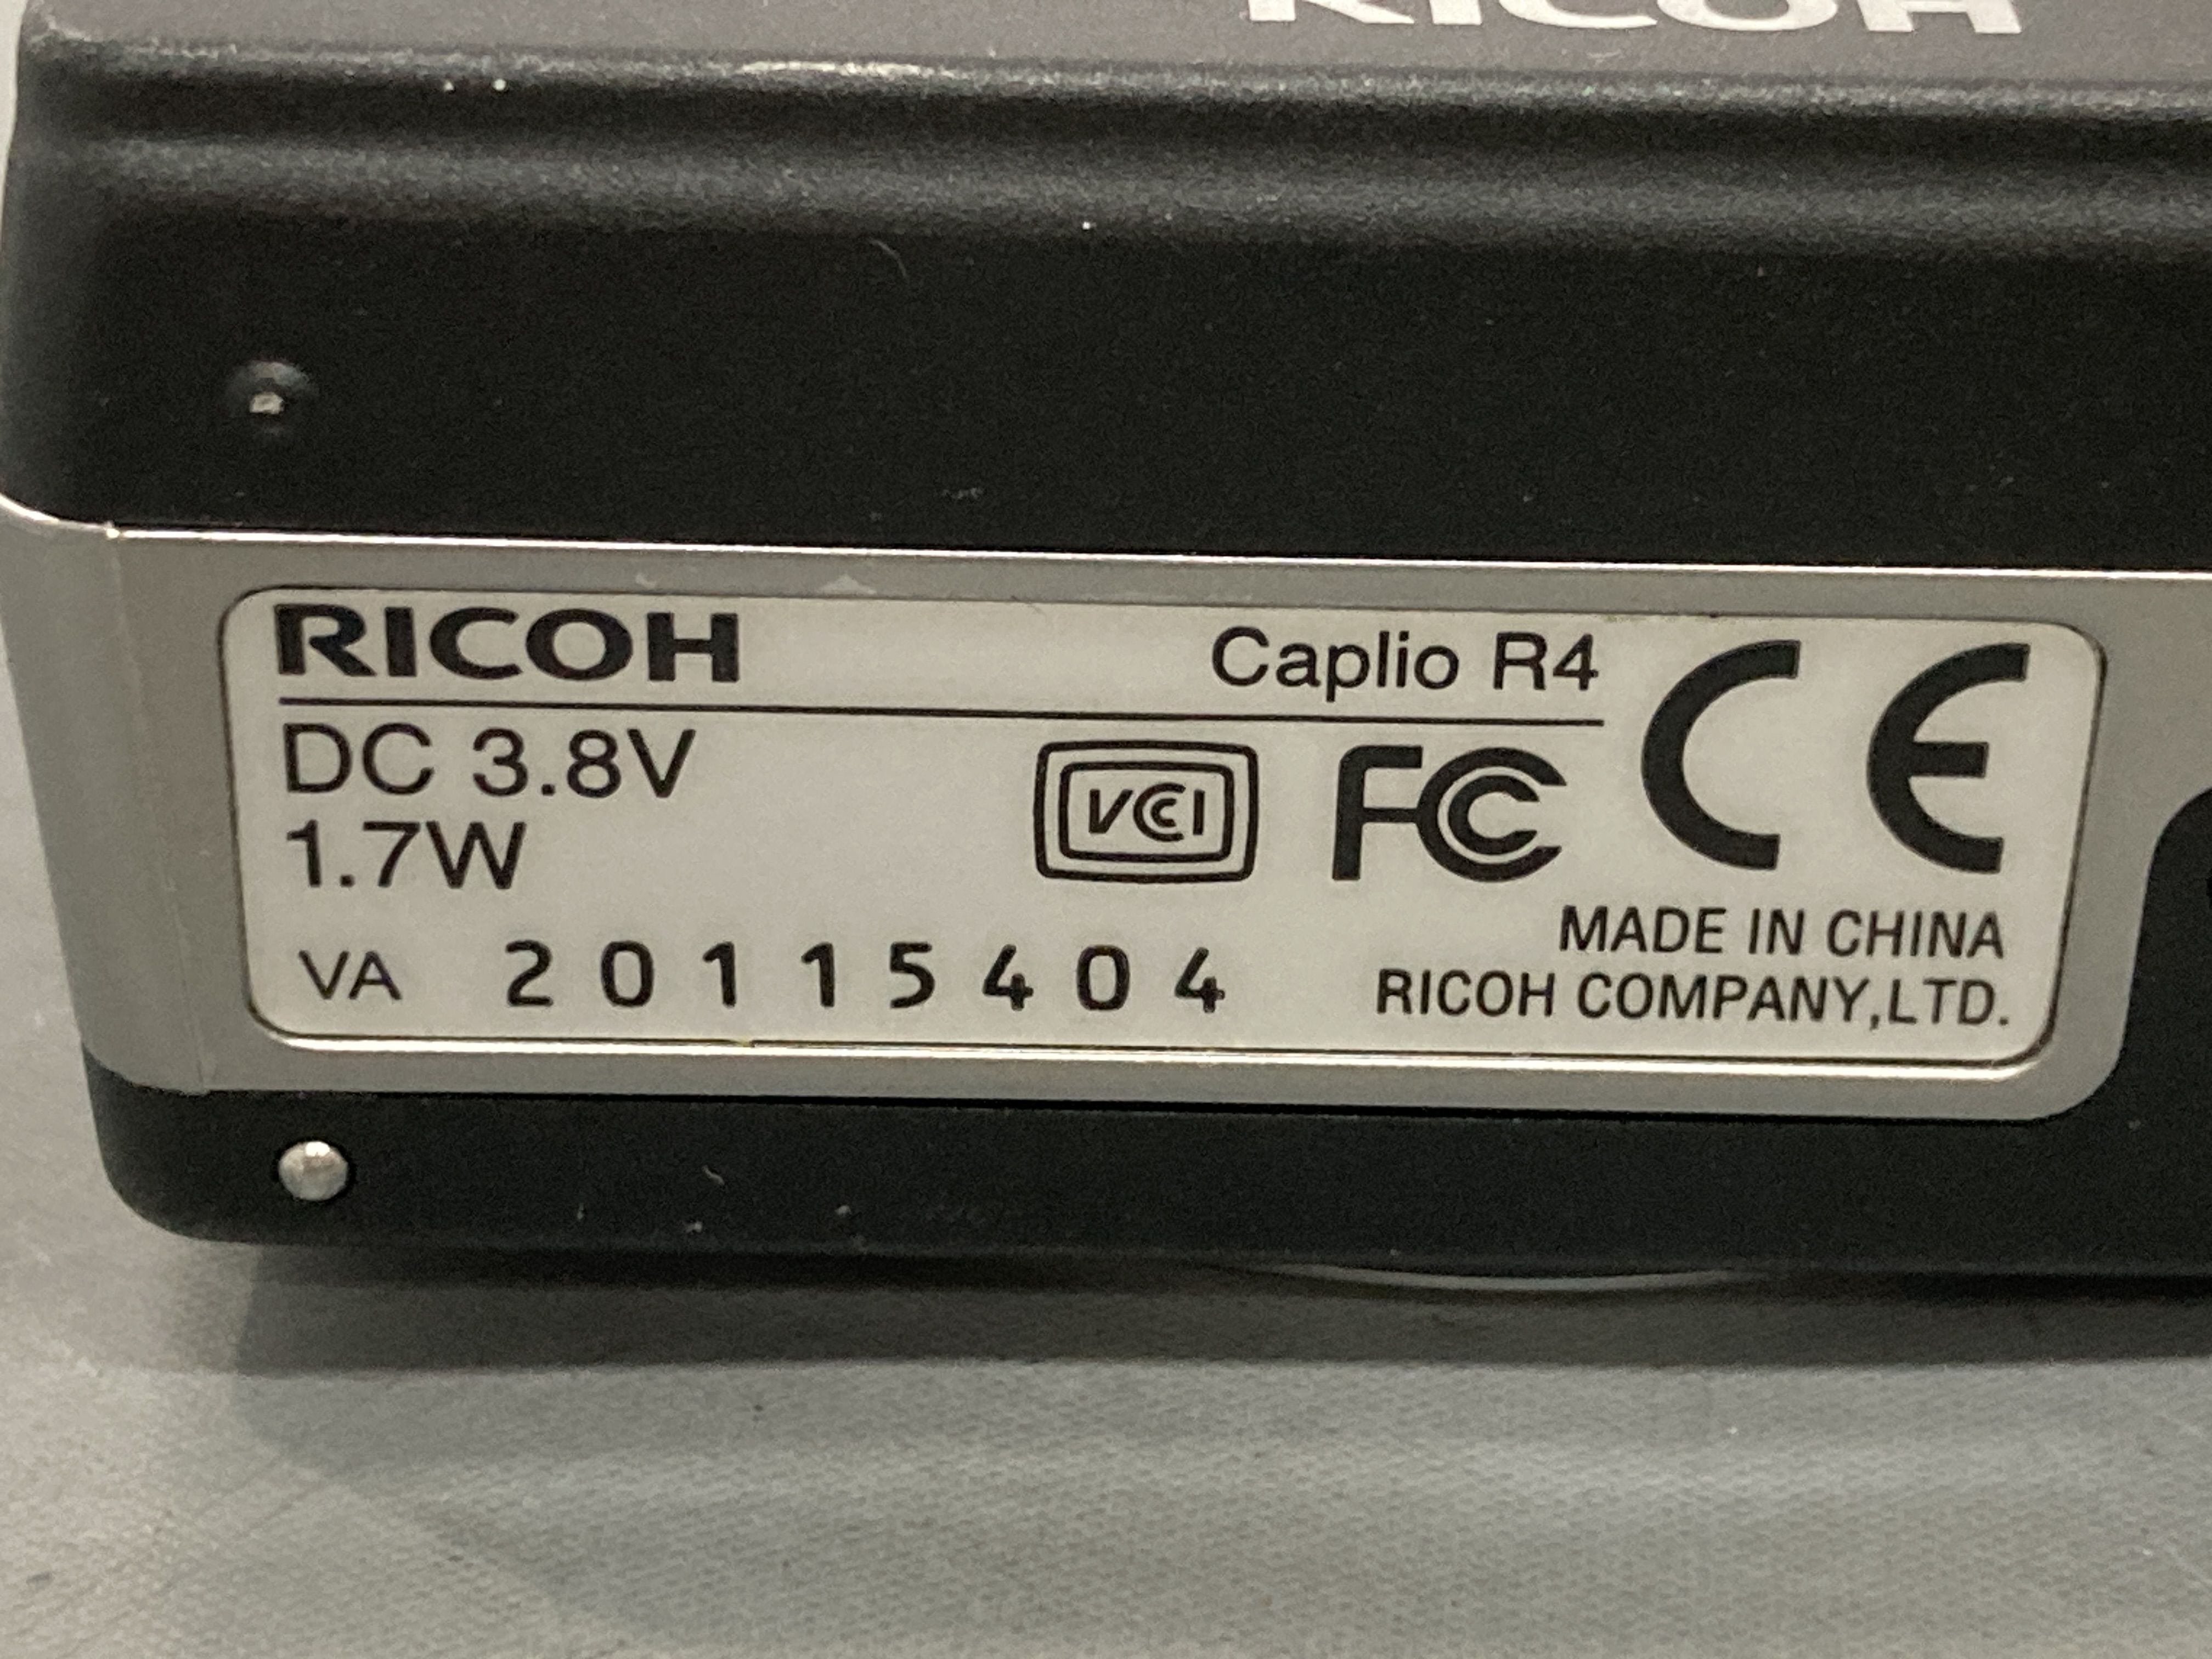 RICOH
RICOH
Caplio R4
DC 3.8V
1.7W
VCCI
FC
CE
VA 20115404
MADE IN CHINA
RICOH COMPANY,LTD.